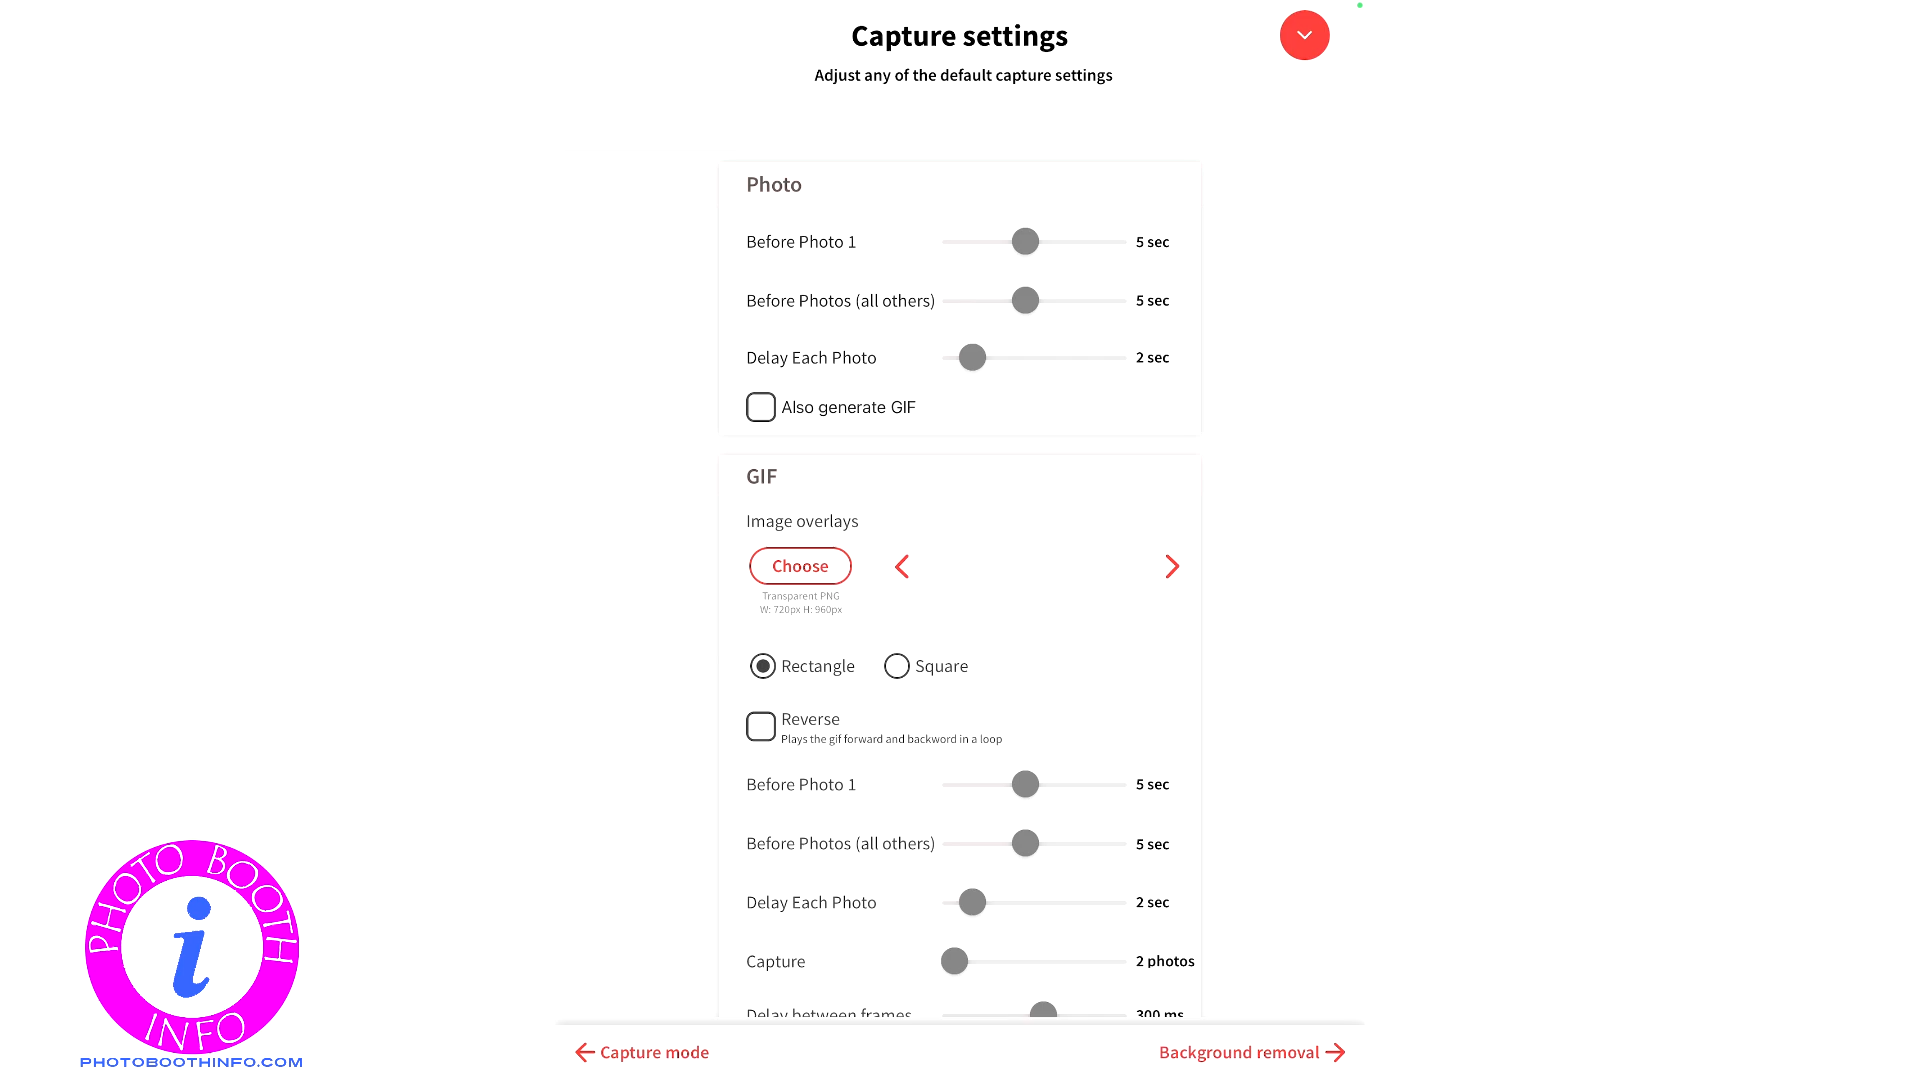 Capture settings
Adjust any of the default capture settings
Photo
Before Photo 1 5 sec
Before Photos (all others) 5 sec
Delay Each Photo 2 sec
Also generate GIF
GIF
Image overlays
Choose
Transparent PNG
W: 720px H: 960px
Rectangle Square
Reverse
Plays the gif forward and backword in a loop
Before Photo 1 5 sec
Before Photos (all others) 5 sec
Delay Each Photo 2 sec
Capture 2 photos
Delay between frames 300 ms
Capture mode Background removal
PHOTO BOOTH
i
INFO
PHOTOBOOTHINFO.COM